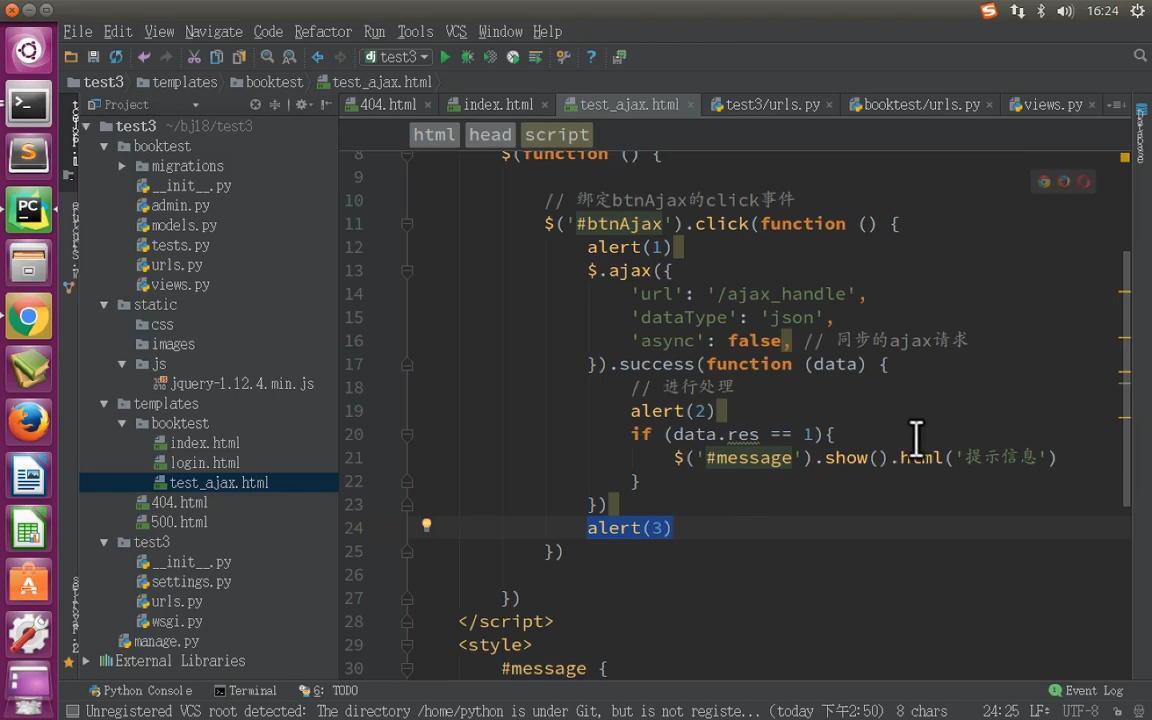 16:24
File Edit View Navigate Code Refactor Run Tools VCS Window Help
test3
test3 templates booktest test_ajax.html
Project
404.html index.html test_ajax.html test3/urls.py booktest/urls.py views.py
html head script
test3 ~/bj18/test3
booktest
migrations
__init__.py
admin.py
models.py
tests.py
urls.py
views.py
static
css
images
js
jquery-1.12.4.min.js
templates
booktest
index.html
login.html
test_ajax.html
404.html
500.html
test3
__init__.py
settings.py
urls.py
wsgi.py
manage.py
External Libraries
8 $(function () {
9
10 // 绑定btnAjax的click事件
11 $('#btnAjax').click(function () {
12 alert(1)
13 $.ajax({
14 'url': '/ajax_handle',
15 'dataType': 'json',
16 'async': false, // 同步的ajax请求
17 }).success(function (data) {
18 // 进行处理
19 alert(2)
20 if (data.res == 1){
21 $('#message').show().html('提示信息')
22 }
23 })
24 alert(3)
25 })
26
27 })
28 </script>
29 <style>
30 #message {
Python Console Terminal 6: TODO Event Log
Unregistered VCS root detected: The directory /home/python is under Git, but is not registe... (today 下午2:50) 8 chars 24:25 LF÷ UTF-8÷